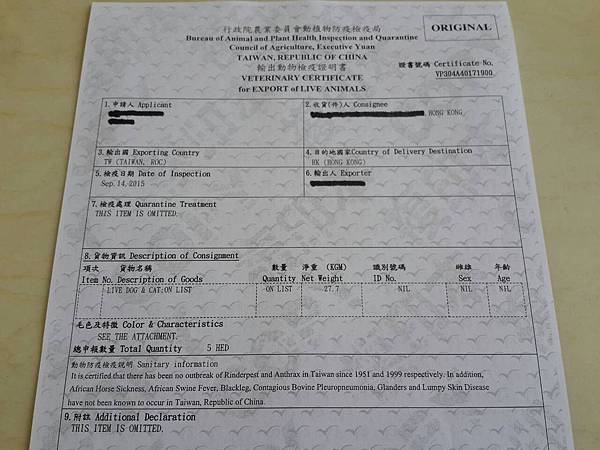 行政院農業委員會動植物防疫檢疫局
Bureau of Animal and Plant Health Inspection and Quarantine
Council of Agriculture, Executive Yuan
TAIWAN, REPUBLIC OF CHINA
輸出動物檢疫證明書
VETERINARY CERTIFICATE
for EXPORT of LIVE ANIMALS
ORIGINAL
證書號碼 Certificate No.
VP304A40171900
1.申請人 Applicant
2.收貨(件)人 Consignee
HONG KONG
3.輸出國 Exporting Country
TW (TAIWAN, ROC)
4.目的地國家Country of Delivery Destination
HK (HONG KONG)
5.檢疫日期 Date of Inspection
Sep.14,2015
6.輸出人 Exporter
7.檢疫處理 Quarantine Treatment
THIS ITEM IS OMITTED.
8.貨物資訊 Description of Consignment
項次 貨物名稱 數量 淨重 (KGM) 識別號碼 雌雄 年齡
Item No. Description of Goods Quantity Net Weight ID No. Sex Age
LIVE DOG & CAT:ON LIST ON LIST 27.7 NIL NIL NIL
毛色及特徵 Color & Characteristics
SEE THE ATTACHMENT.
總申報數量 Total Quantity 5 HED
動物防疫檢疫說明 Sanitary information
It is certified that there has been no outbreak of Rinderpest and Anthrax in Taiwan since 1951 and 1999 respectively. In addition,
African Horse Sickness, African Swine Fever, Blackleg, Contagious Bovine Pleuropneumonia, Glanders and Lumpy Skin Disease
have not been known to occur in Taiwan, Republic of China.
9.附註 Additional Declaration
THIS ITEM IS OMITTED.